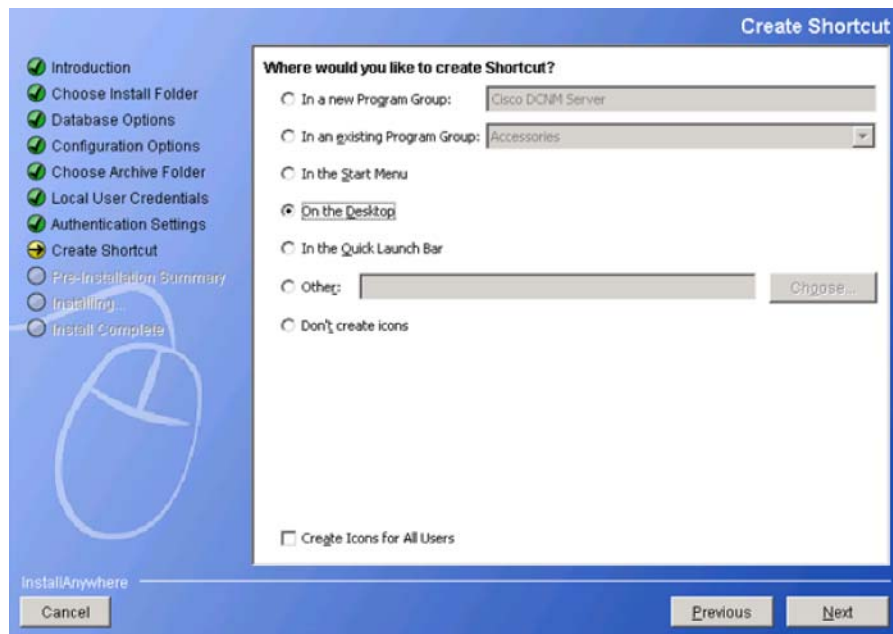 Create Shortcut
Introduction
Choose Install Folder
Database Options
Configuration Options
Choose Archive Folder
Local User Credentials
Authentication Settings
Create Shortcut
Pre-Installation Summary
Installing...
Install Complete
Where would you like to create Shortcut?
In a new Program Group: Cisco DCNM Server
In an existing Program Group: Accessories
In the Start Menu
On the Desktop
In the Quick Launch Bar
Other: Choose...
Don't create icons
Create Icons for All Users
InstallAnywhere
Cancel Previous Next